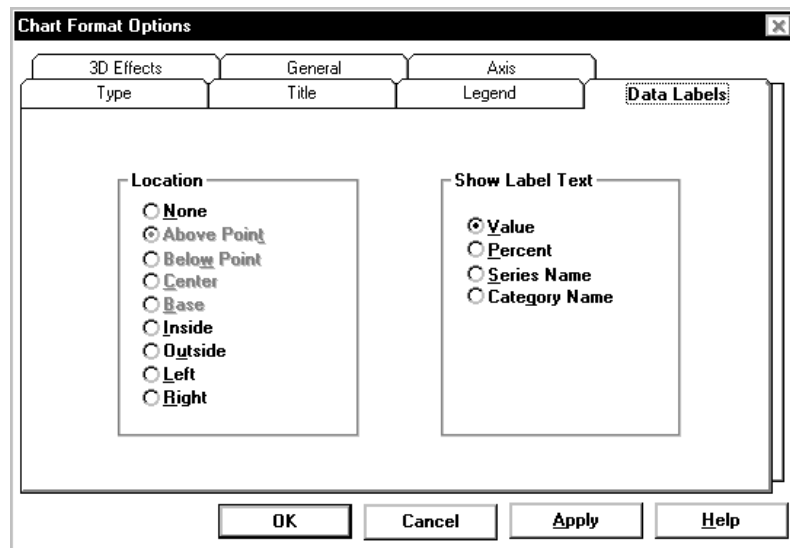 Chart Format Options
3D Effects General Axis
Type Title Legend Data Labels
Location
None
Above Point
Below Point
Center
Base
Inside
Outside
Left
Right
Show Label Text
Value
Percent
Series Name
Category Name
OK Cancel Apply Help